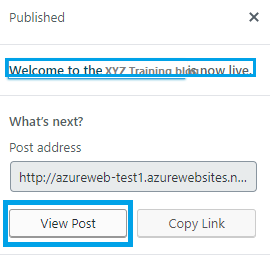 Published
Welcome to the XYZ Training blog is now live.
What's next?
Post address
http://azureweb-test1.azurewebsites.n...
View Post
Copy Link